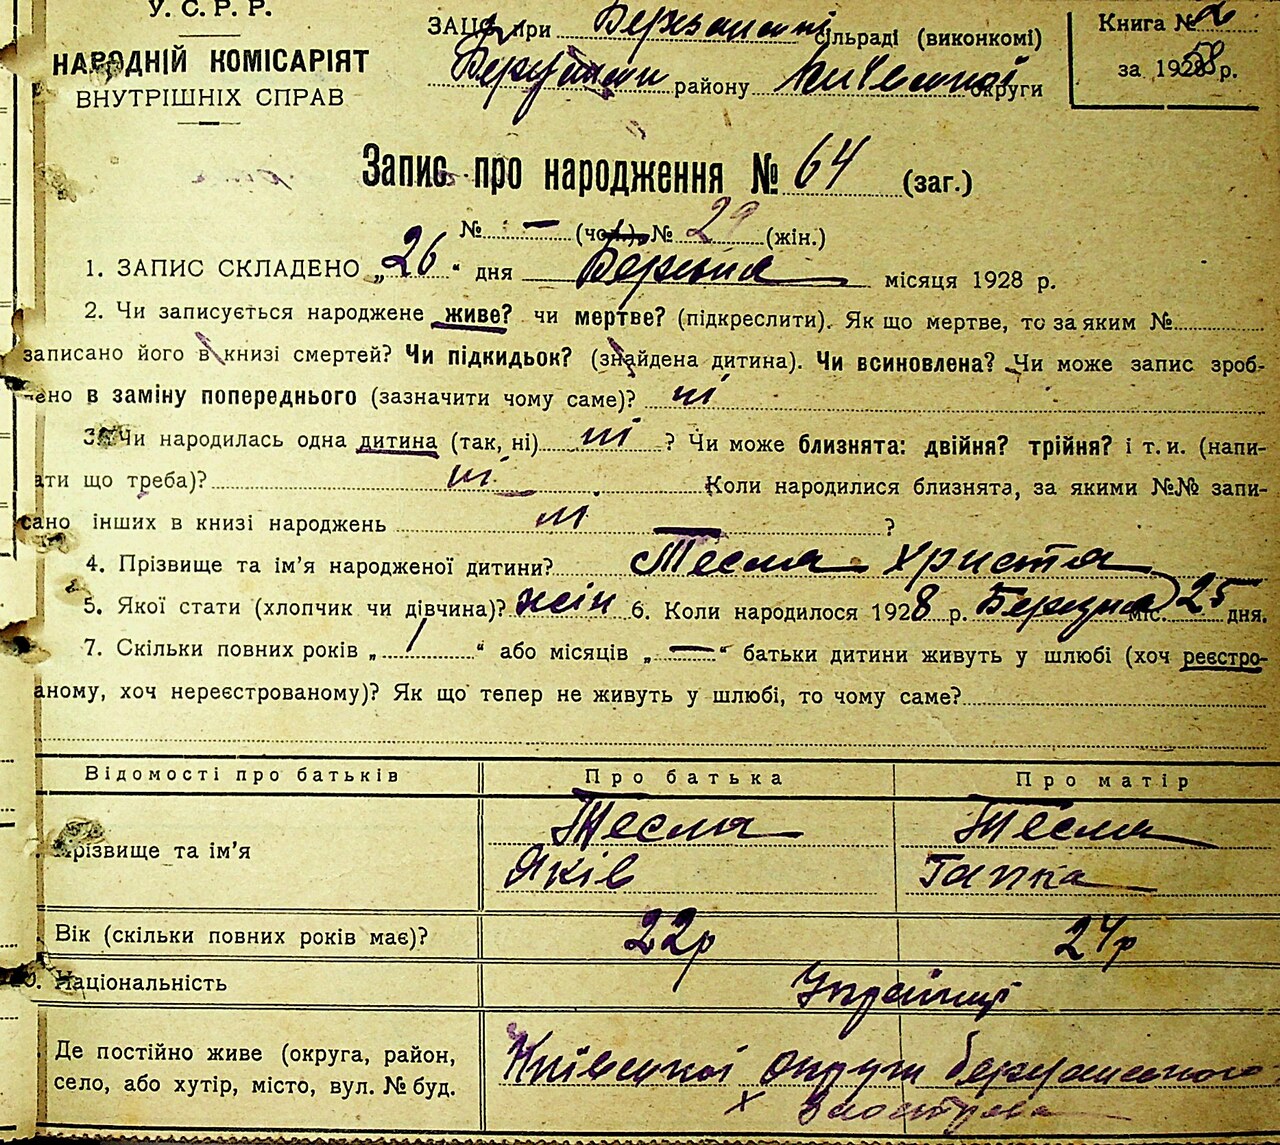 У. С. Р. Р.
НАРОДНІЙ КОМІСАРІЯТ
ВНУТРІШНІХ СПРАВ
ЗАЦС при Березанські сільраді (виконкомі)
району Київської округи
Книга №
за 1928 р.
Запис про народження № 64 (заг.)
№ — (чол.), № 29 (жін.)
1. ЗАПИС СКЛАДЕНО „26“ дня Березня місяця 1928 р.
2. Чи записується народжене живе? чи мертве? (підкреслити). Як що мертве, то за яким №
записано його в книзі смертей? Чи підкидьок? (знайдена дитина). Чи всиновлена? Чи може запис зроб-
лено в заміну попереднього (зазначити чому саме)? ні
3. Чи народилась одна дитина (так, ні) ні ? Чи може близнята: двійня? трійня? і т. и. (напи-
сати що треба)? ні Коли народилися близнята, за якими №№ запи-
сано інших в книзі народжень ні ?
4. Прізвище та ім’я народженої дитини? Тесля Христа
5. Якої стати (хлопчик чи дівчина)? жін 6. Коли народилося 1928 р. Березня міс. 25 дня.
7. Скільки повних років „ 1 “ або місяців „ — “ батьки дитини живуть у шлюбі (хоч реєстро-
ваному, хоч нереєстрованому)? Як що тепер не живуть у шлюбі, то чому саме?
Відомості про батьків Про батька Про матір
Прізвище та ім’я Тесля Тесля
Яків Гапка
Вік (скільки повних років має)? 22р 24р
Національність Українці
Де постійно живе (округа, район, Київської округи Березанського
село, або хутір, місто, вул. № буд.